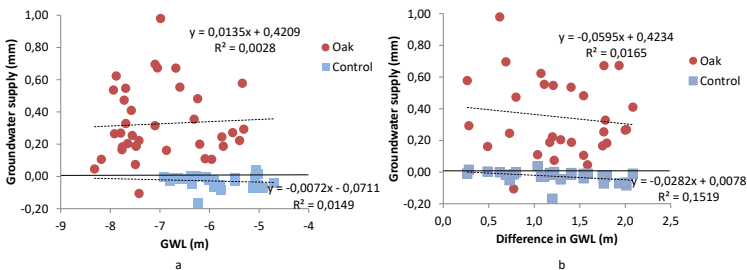 a
b
y = 0,0135x + 0,4209
R² = 0,0028
Oak
Control
Groundwater supply (mm)
1,00
0,80
0,60
0,40
0,20
0,00
-0,20
y = -0,0072x - 0,0711
R² = 0,0149
-9
-8
-7
-6
-5
-4
GWL (m)
a
y = -0,0595x + 0,4234
R² = 0,0165
Oak
Control
Groundwater supply (mm)
1,00
0,80
0,60
0,40
0,20
0,00
-0,20
y = -0,0282x + 0,0078
R² = 0,1519
0,0
0,5
1,0
1,5
2,0
2,5
Difference in GWL (m)
b